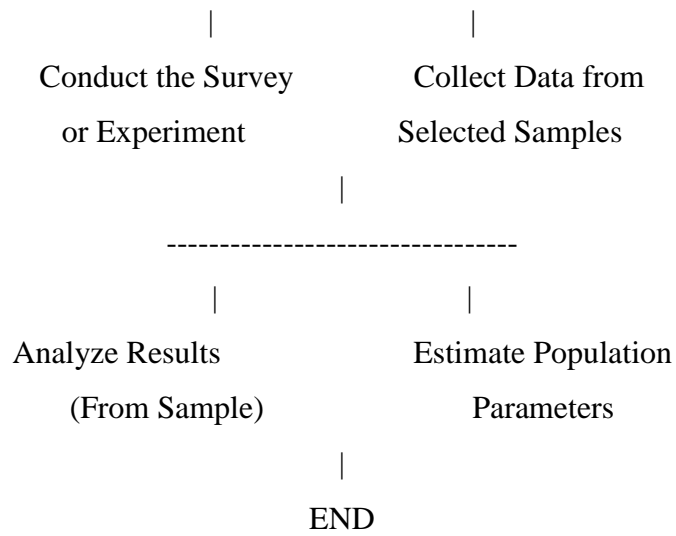 |                    |
Conduct the Survey          Collect Data from
or Experiment          Selected Samples
|
---------------------------------
|                    |
Analyze Results          Estimate Population
(From Sample)          Parameters
|
END